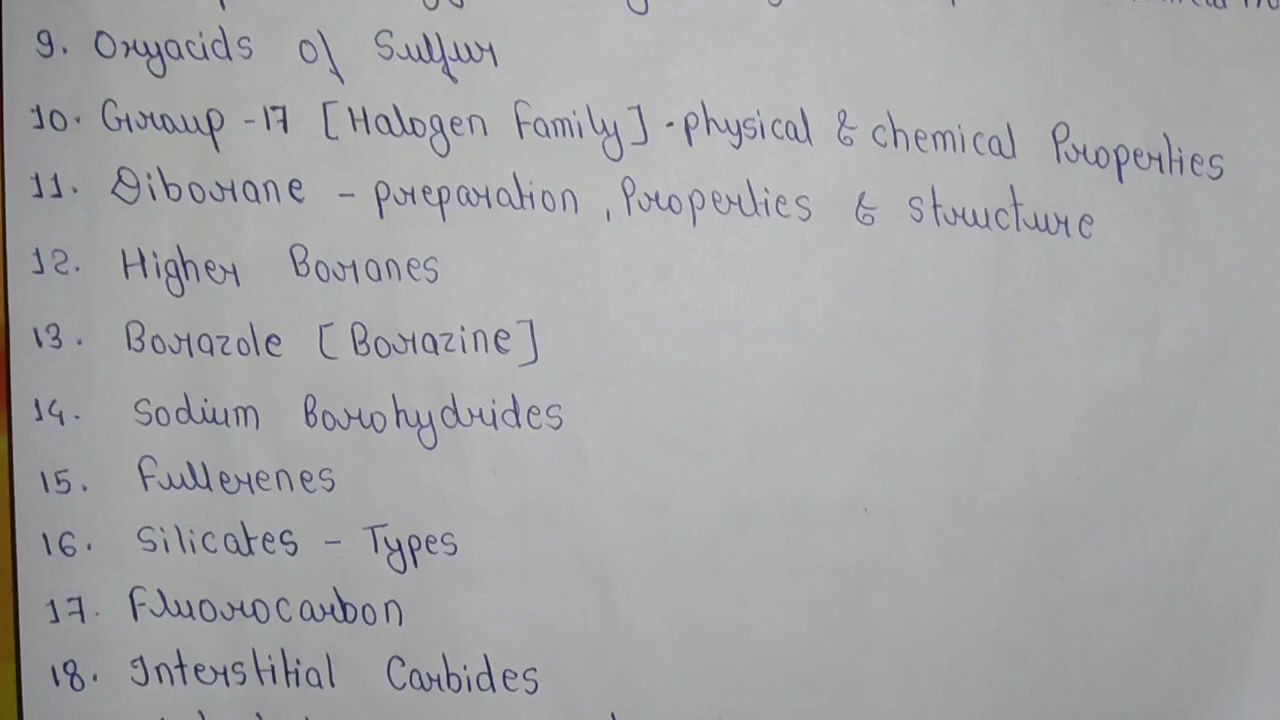 9. Oxyacids of Sulfur
10. Group - 17 [Halogen Family] - physical & chemical Properties
11. Diborane - preparation, Properties & structure
12. Higher Boranes
13. Borazole [Borazine]
14. Sodium Borohydrides
15. Fullerenes
16. Silicates - Types
17. Fluorocarbon
18. Interstitial Carbides